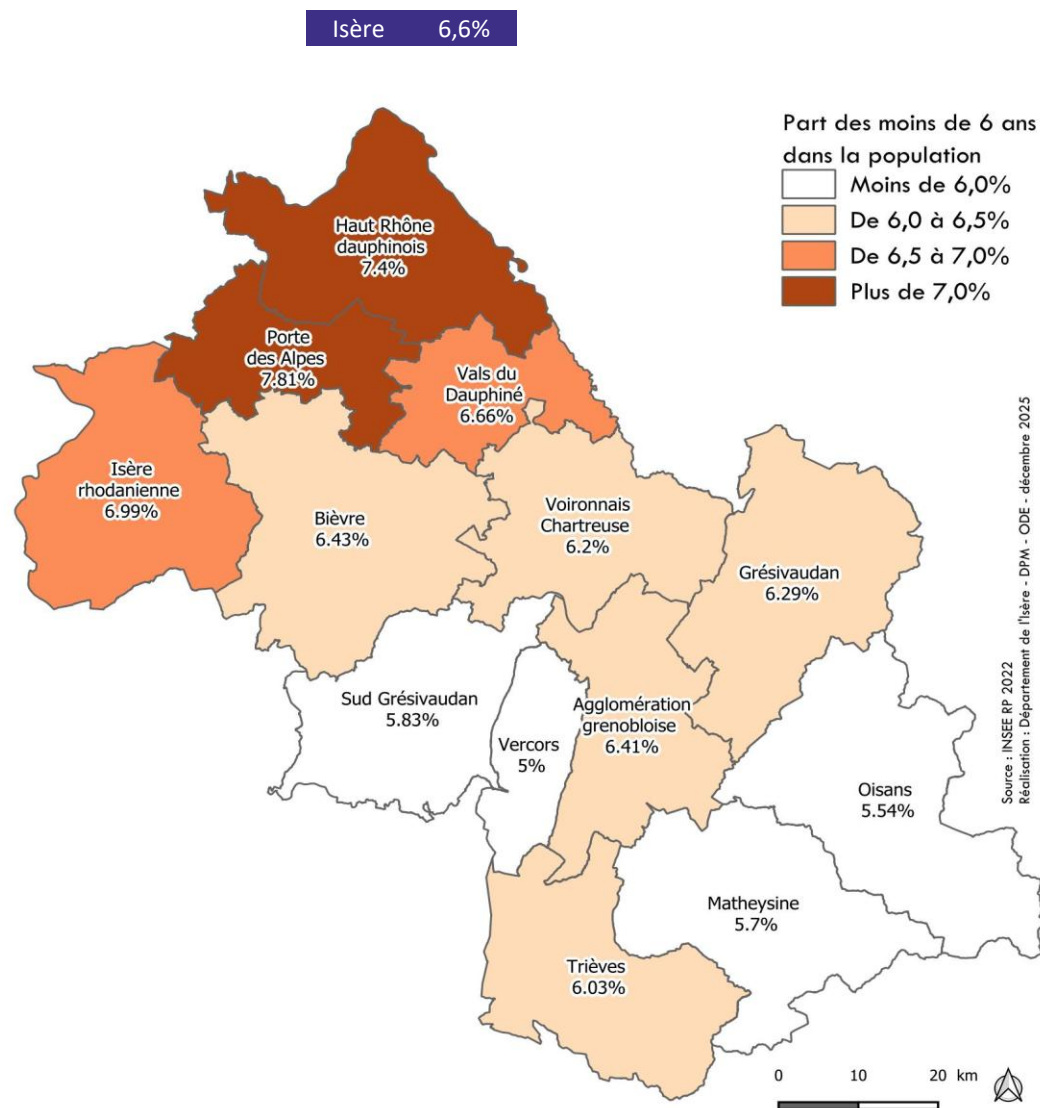 Isère 6,6%
Part des moins de 6 ans
dans la population
Moins de 6,0%
De 6,0 à 6,5%
De 6,5 à 7,0%
Plus de 7,0%
Haut Rhône
dauphinois
7.4%
Porte
des Alpes
7.81%
Vals du
Dauphiné
6.66%
Isère
rhodanienne
6.99%
Bièvre
6.43%
Voironnais
Chartreuse
6.2%
Grésivaudan
6.29%
Sud Grésivaudan
5.83%
Vercors
5%
Agglomération
grenobloise
6.41%
Oisans
5.54%
Matheysine
5.7%
Trièves
6.03%
Source : INSEE RP 2022
Réalisation : Département de l'Isère - DPM - ODE - décembre 2025
0 10 20 km